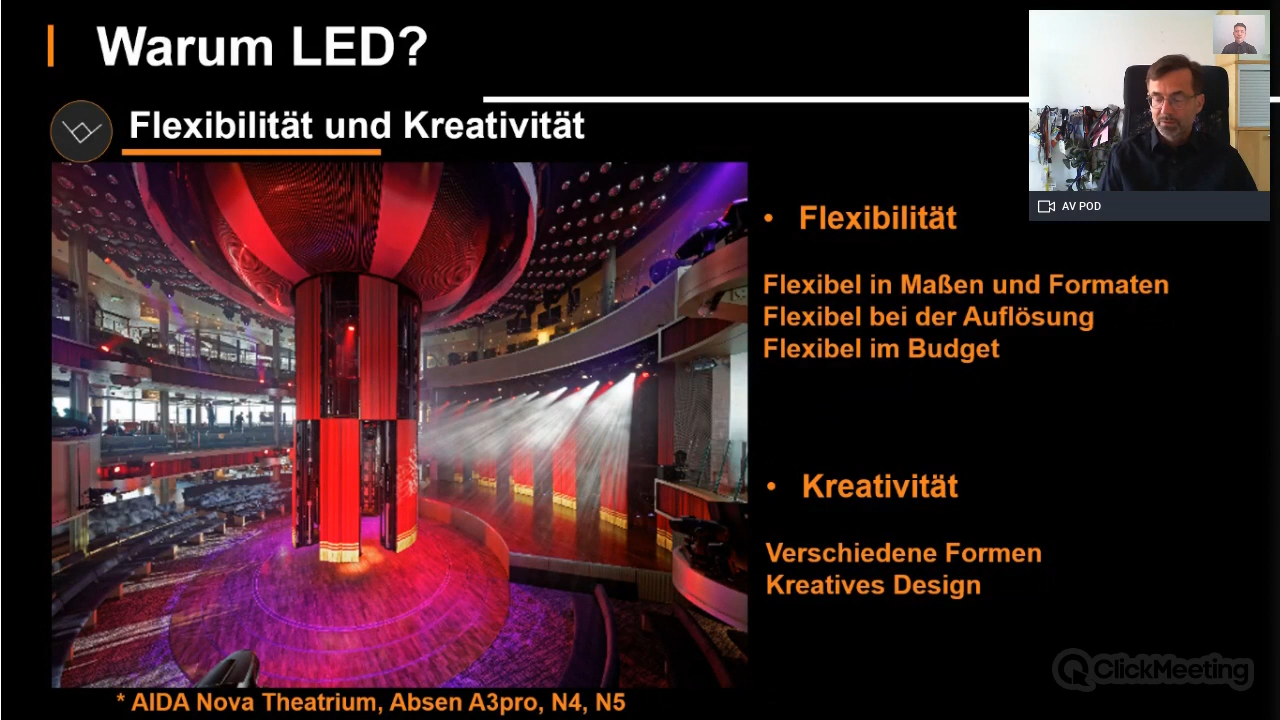 Warum LED?
Flexibilität und Kreativität
• Flexibilität
Flexibel in Maßen und Formaten
Flexibel bei der Auflösung
Flexibel im Budget
• Kreativität
Verschiedene Formen
Kreatives Design
* AIDA Nova Theatrium, Absen A3pro, N4, N5
AV POD
ClickMeeting